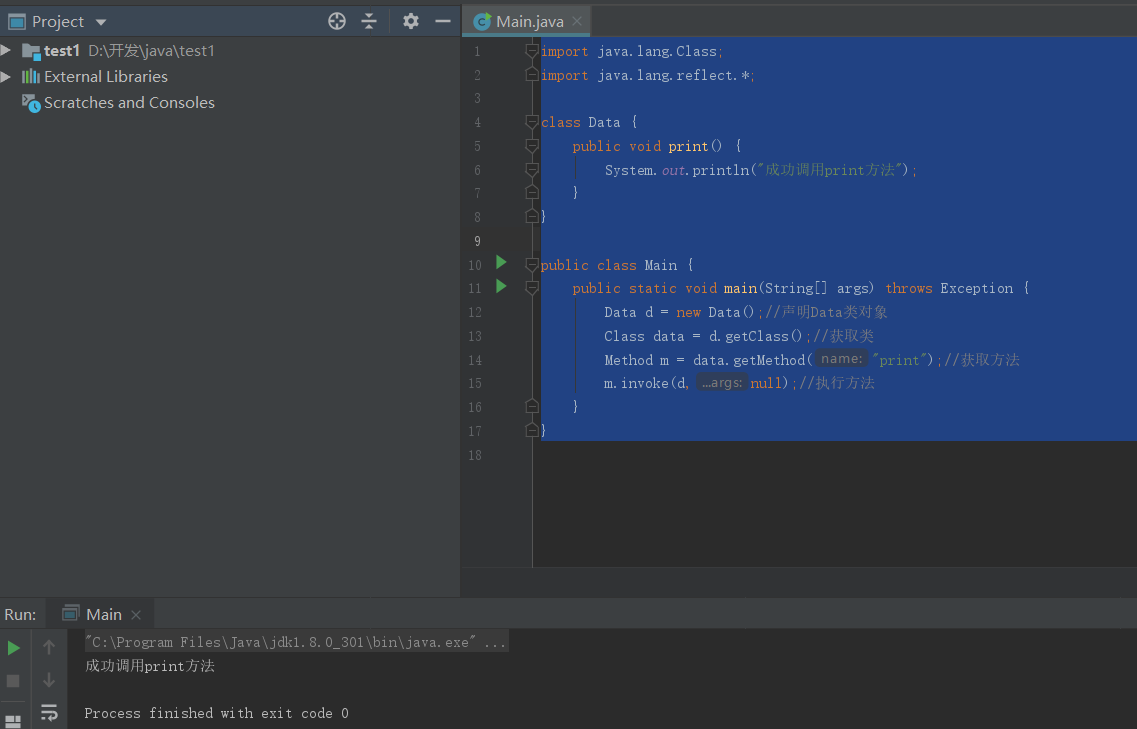 Project
Main.java
test1 D:\开发\java\test1
External Libraries
Scratches and Consoles
1 import java.lang.Class;
2 import java.lang.reflect.*;
3
4 class Data {
5     public void print() {
6         System.out.println("成功调用print方法");
7     }
8 }
9
10 public class Main {
11     public static void main(String[] args) throws Exception {
12         Data d = new Data();//声明Data类对象
13         Class data = d.getClass();//获取类
14         Method m = data.getMethod( name: "print");//获取方法
15         m.invoke(d, ...args: null);//执行方法
16     }
17 }
18
Run: Main
"C:\Program Files\Java\jdk1.8.0_301\bin\java.exe" ...
成功调用print方法
Process finished with exit code 0